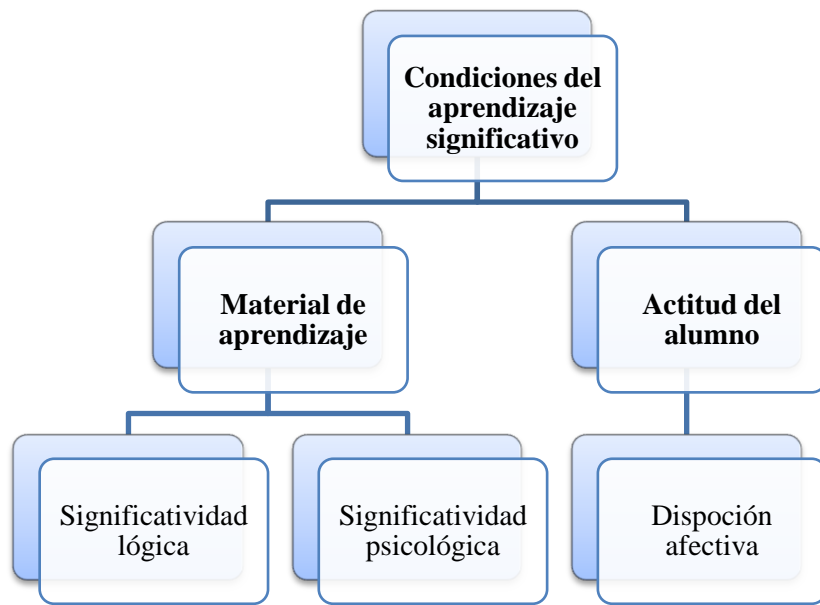 Condiciones del
aprendizaje
significativo
Material de
aprendizaje
Actitud del
alumno
Significatividad
lógica
Significatividad
psicológica
Dispoción
afectiva